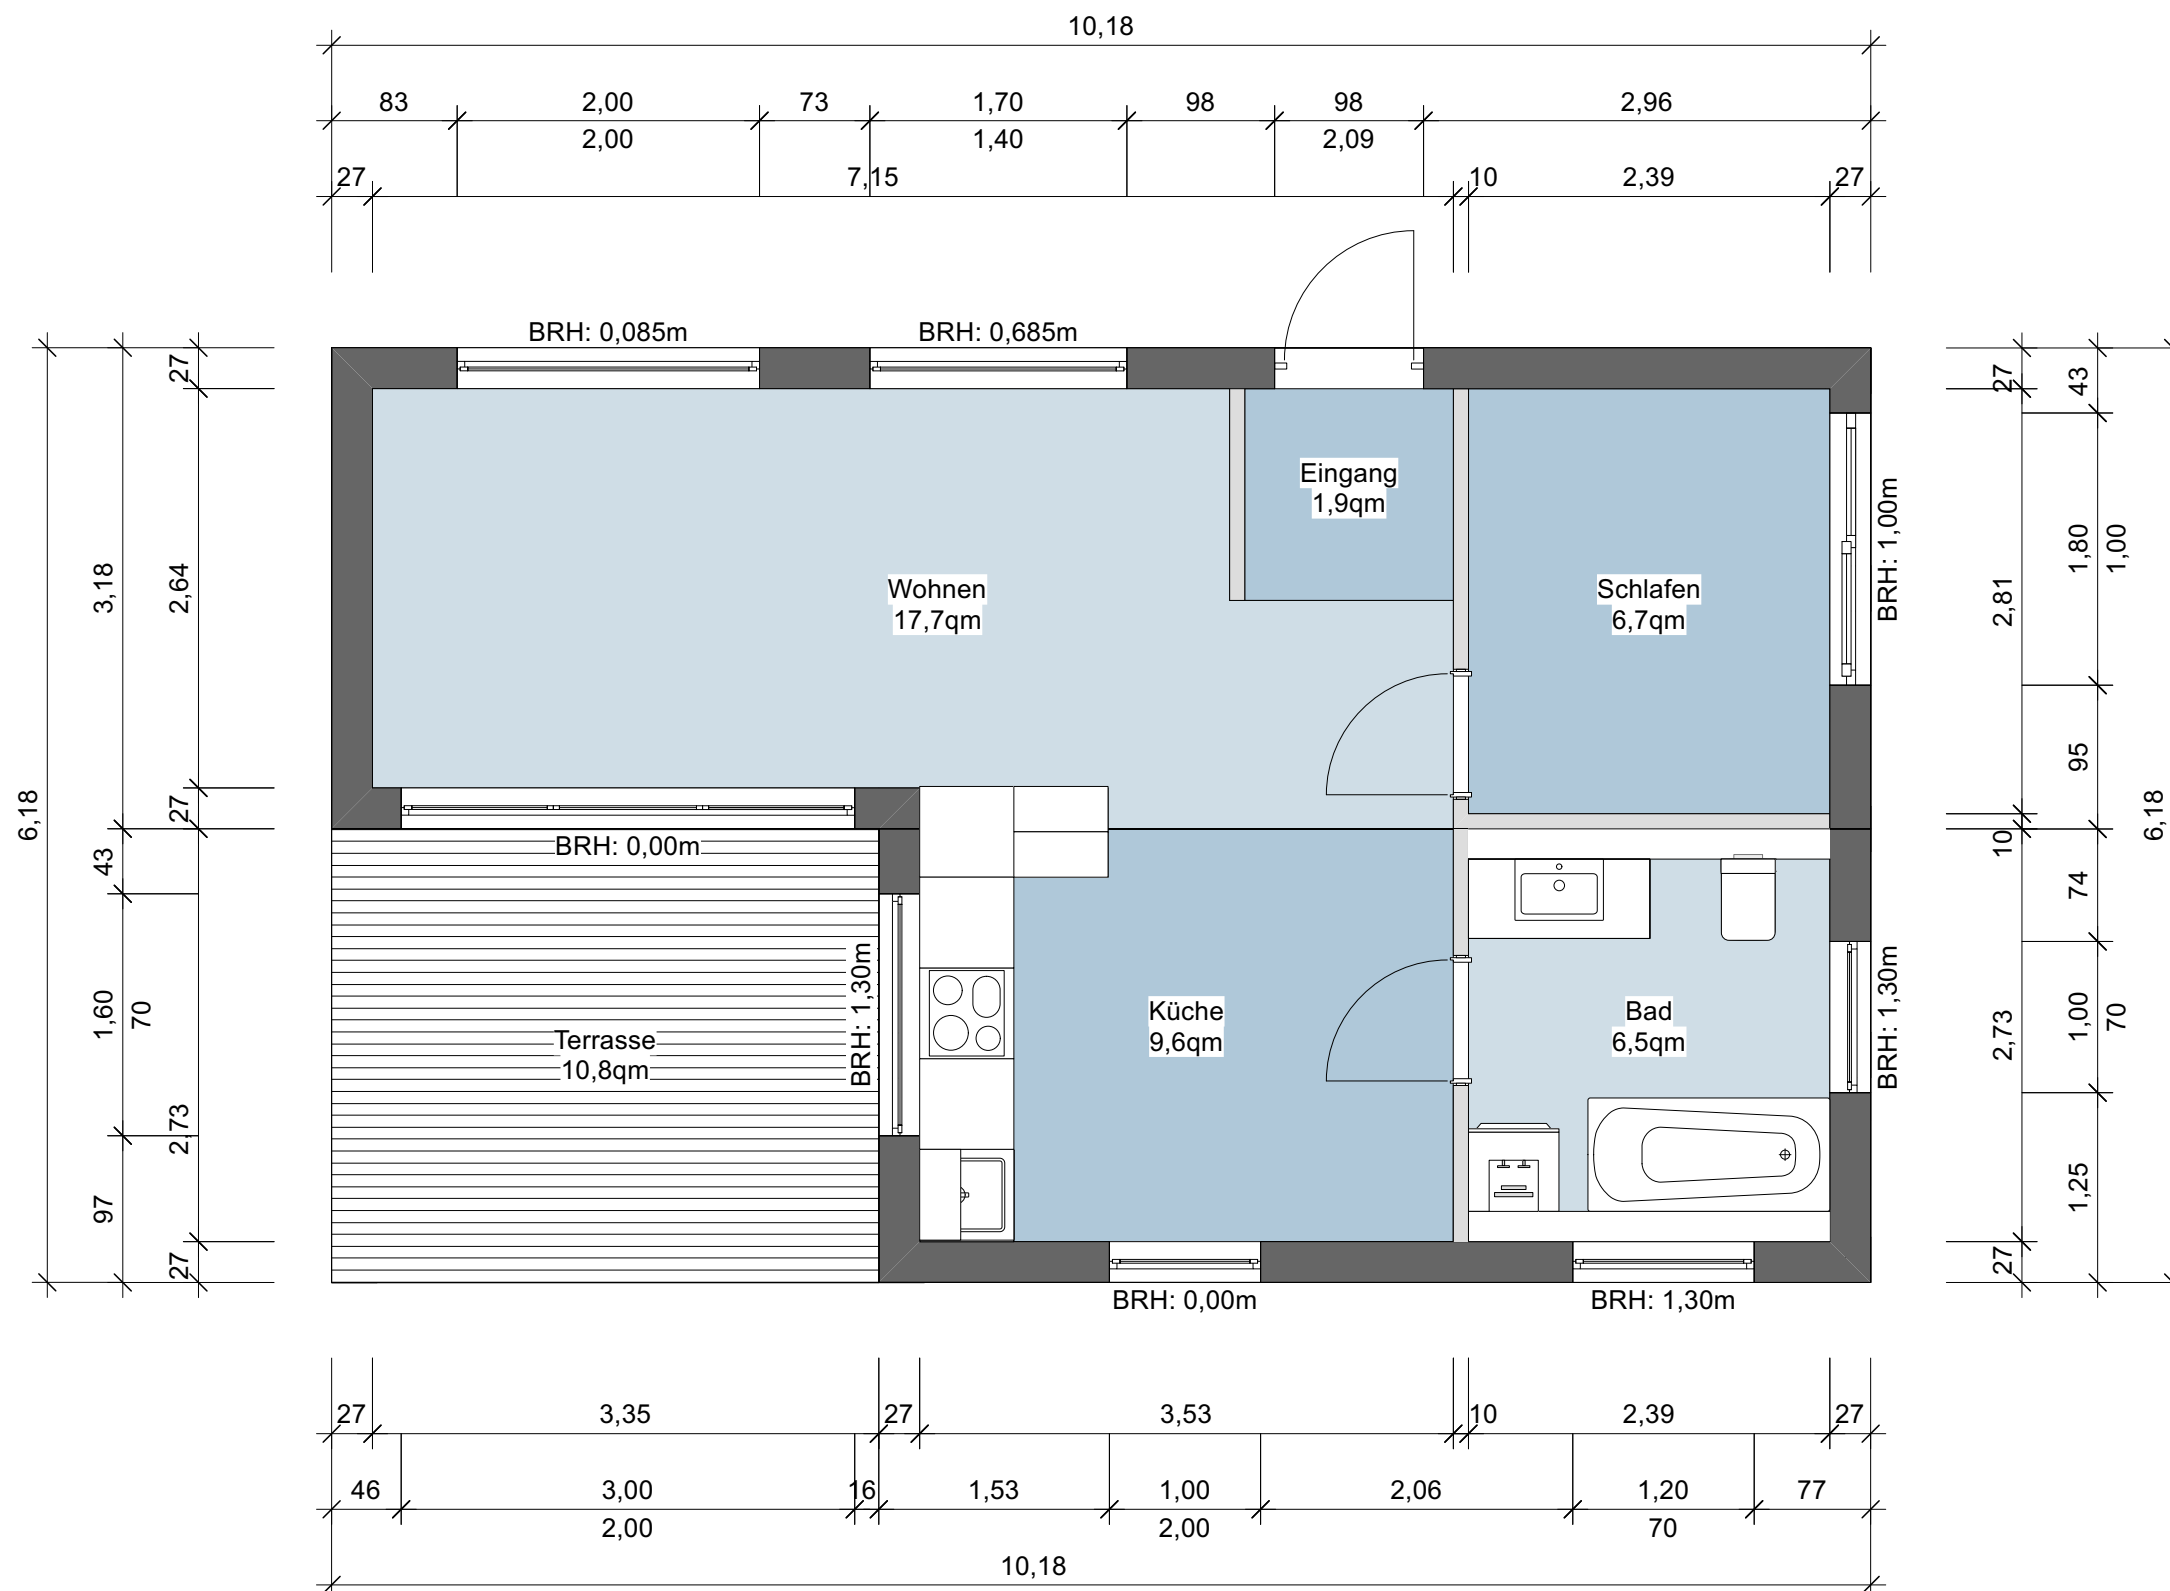 10,18
83 2,00 73 1,70 98 98 2,96
2,00 1,40 2,09
27 7,15 10 2,39 27
BRH: 0,085m BRH: 0,685m
27
27
43
Eingang
1,9qm
BRH: 1,00m
3,18
2,64
Wohnen
17,7qm
Schlafen
6,7qm
2,81
1,80
1,00
95
6,18
27
6,18
BRH: 0,00m
43
10
74
BRH: 1,30m
BRH: 1,30m
1,60
70
Terrasse
10,8qm
Küche
9,6qm
Bad
6,5qm
2,73
1,00
70
2,73
97
1,25
27
27
BRH: 0,00m BRH: 1,30m
27 3,35 27 3,53 10 2,39 27
46 3,00 16 1,53 1,00 2,06 1,20 77
2,00 2,00 70
10,18